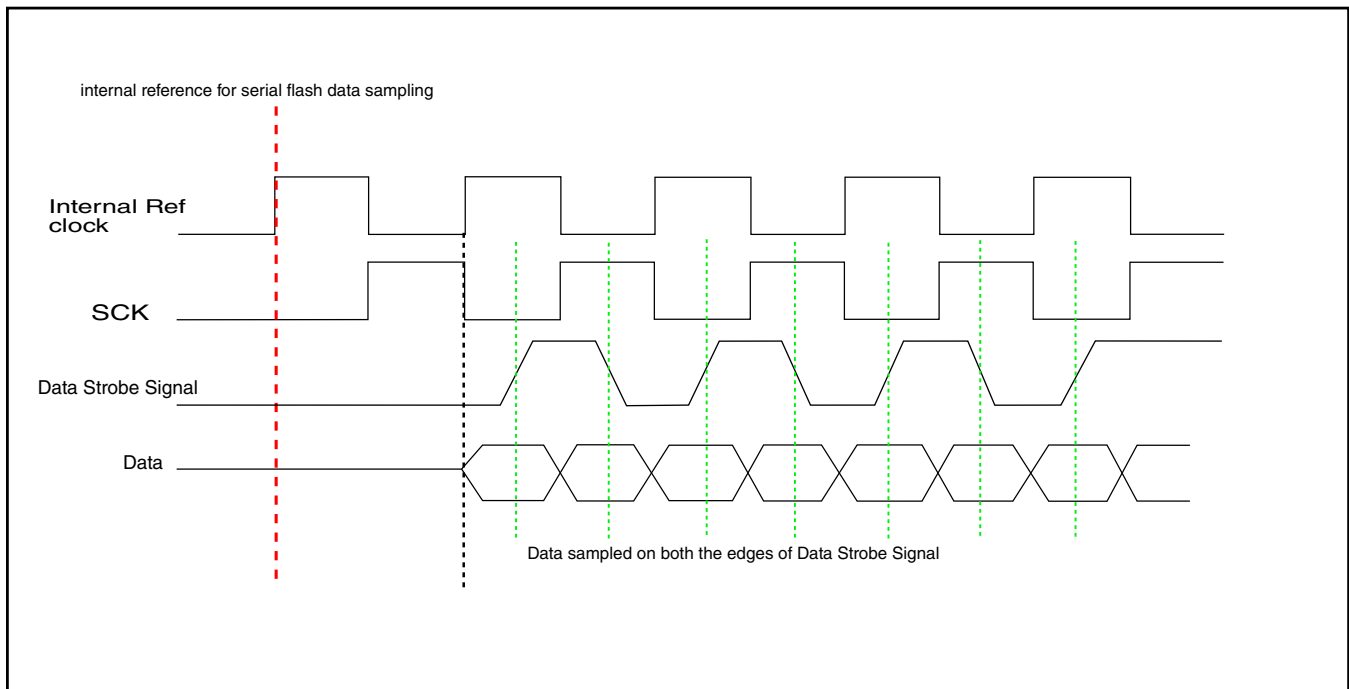 internal reference for serial flash data sampling
Internal Ref
clock
SCK
Data Strobe Signal
Data
Data sampled on both the edges of Data Strobe Signal